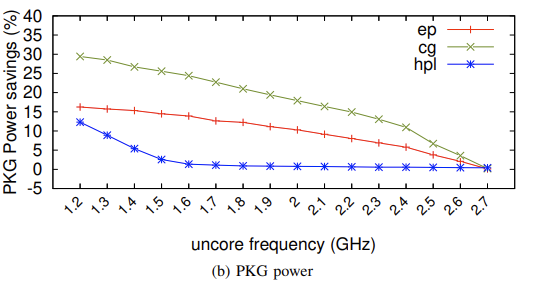 PKG Power savings (%)
40
35
30
25
20
15
10
5
0
-5
ep
cg
hpl
1.2 1.3 1.4 1.5 1.6 1.7 1.8 1.9 2 2.1 2.2 2.3 2.4 2.5 2.6 2.7
uncore frequency (GHz)
(b) PKG power